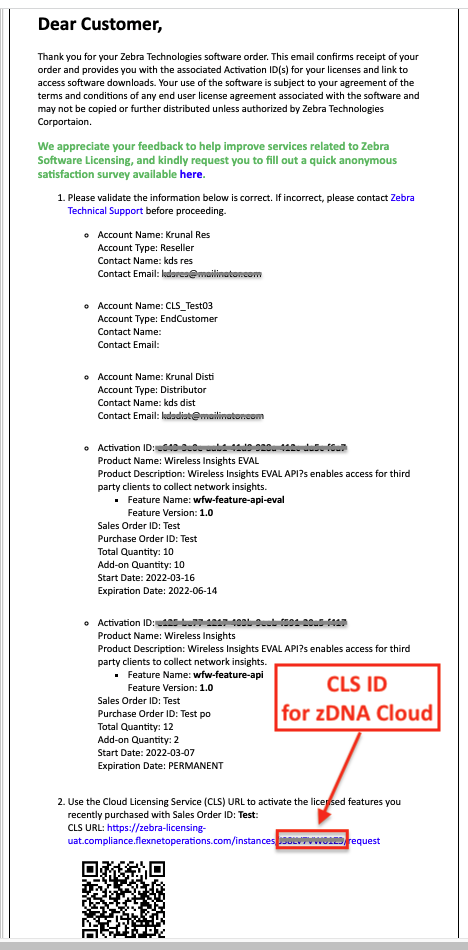 Dear Customer,
Thank you for your Zebra Technologies software order. This email confirms receipt of your
order and provides you with the associated Activation ID(s) for your licenses and link to
access software downloads. Your use of the software is subject to your agreement of the
terms and conditions of any end user license agreement associated with the software and
may not be copied or further distributed unless authorized by Zebra Technologies
Corportaion.
We appreciate your feedback to help improve services related to Zebra
Software Licensing, and kindly request you to fill out a quick anonymous
satisfaction survey available here.
1. Please validate the information below is correct. If incorrect, please contact Zebra
Technical Support before proceeding.
Account Name: Krunal Res
Account Type: Reseller
Contact Name: kds res
Contact Email: kdsres@mailinator.com
Account Name: CLS_Test03
Account Type: EndCustomer
Contact Name:
Contact Email:
Account Name: Krunal Disti
Account Type: Distributor
Contact Name: kds dist
Contact Email: kdsdist@mailinator.com
Activation ID:
Product Name: Wireless Insights EVAL
Product Description: Wireless Insights EVAL API?s enables access for third
party clients to collect network insights.
Feature Name: wfw-feature-api-eval
Feature Version: 1.0
Sales Order ID: Test
Purchase Order ID: Test
Total Quantity: 10
Add-on Quantity: 10
Start Date: 2022-03-16
Expiration Date: 2022-06-14
Activation ID:
Product Name: Wireless Insights
Product Description: Wireless Insights EVAL API?s enables access for third
party clients to collect network insights.
Feature Name: wfw-feature-api
Feature Version: 1.0
Sales Order ID: Test
Purchase Order ID: Test po
Total Quantity: 12
Add-on Quantity: 2
Start Date: 2022-03-07
Expiration Date: PERMANENT
CLS ID
for zDNA Cloud
2. Use the Cloud Licensing Service (CLS) URL to activate the licensed features you
recently purchased with Sales Order ID: Test:
CLS URL: https://zebra-licensing-
uat.compliance.flexnetoperations.com/instances/ /request